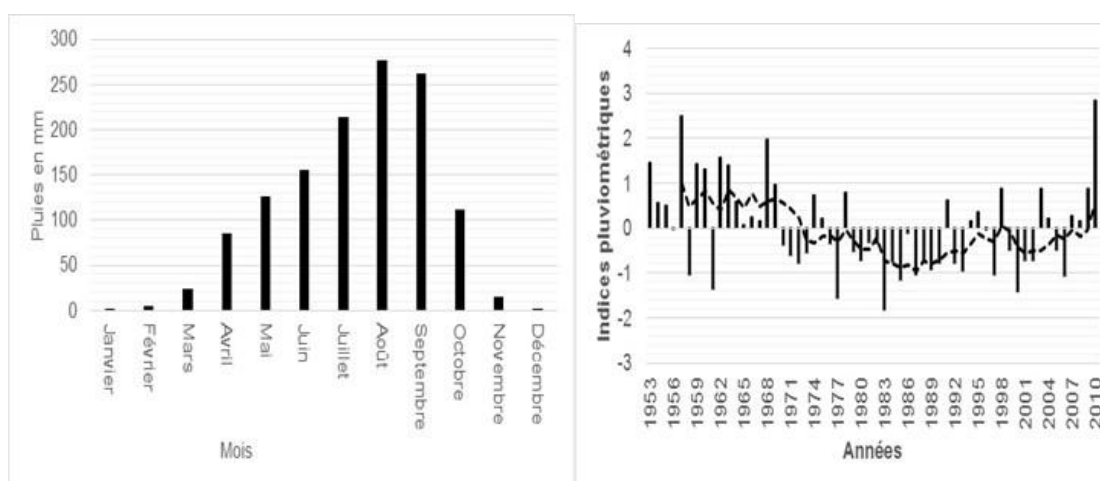 300
250
200
150
100
50
0
Pluies en mm
Janvier
Février
Mars
Avril
Mai
Juin
Juillet
Août
Septembre
Octobre
Novembre
Décembre
Mois
4
3
2
1
0
-1
-2
-3
Indices pluviométriques
1953
1956
1959
1962
1965
1968
1971
1974
1977
1980
1983
1986
1989
1992
1995
1998
2001
2004
2007
2010
Années